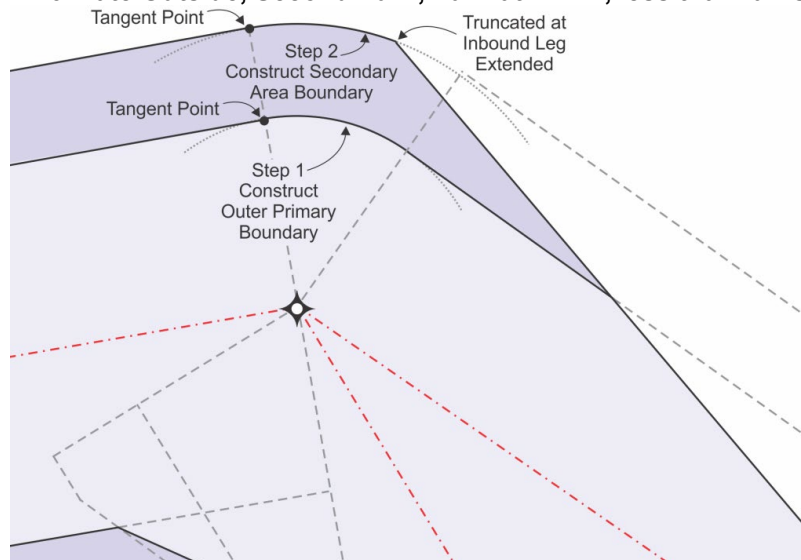 Tangent Point
Step 2
Construct Secondary
Area Boundary
Truncated at
Inbound Leg
Extended
Tangent Point
Step 1
Construct
Outer Primary
Boundary